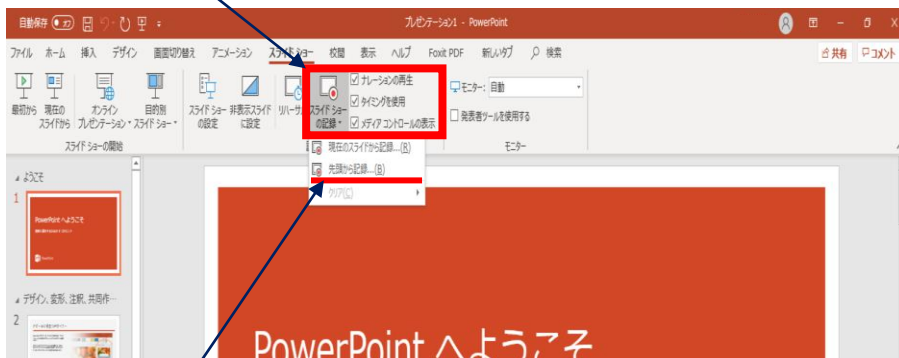 自動保存 オフ プレゼンテーション1 - PowerPoint
ファイル ホーム 挿入 デザイン 画面切り替え アニメーション スライド ショー 校閲 表示 ヘルプ Foxit PDF 新しいタブ 検索 共有 コメント
最初から 現在のスライドから オンライン プレゼンテーション 目的別 スライド ショー スライド ショーの設定 非表示スライドに設定 リハーサル スライド ショーの記録
ナレーションの再生
タイミングを使用
メディア コントロールの表示
モニター: 自動
発表者ツールを使用する
スライド ショーの開始 モニター
現在のスライドから記録...(R)
先頭から記録...(B)
クリア(C)
ようこそ
1
PowerPoint へようこそ
デザイン、変形、注釈、共同作…
2
PowerPoint へようこそ